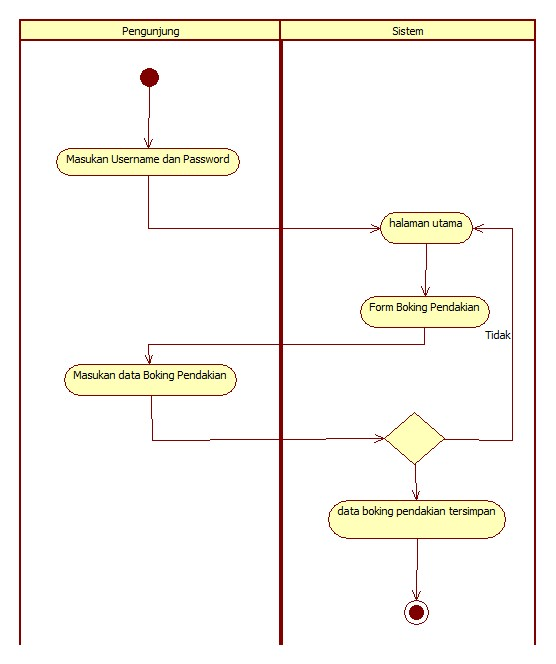 Pengunjung
Sistem
Masukan Username dan Password
halaman utama
Form Boking Pendakian
Tidak
Masukan data Boking Pendakian
data boking pendakian tersimpan